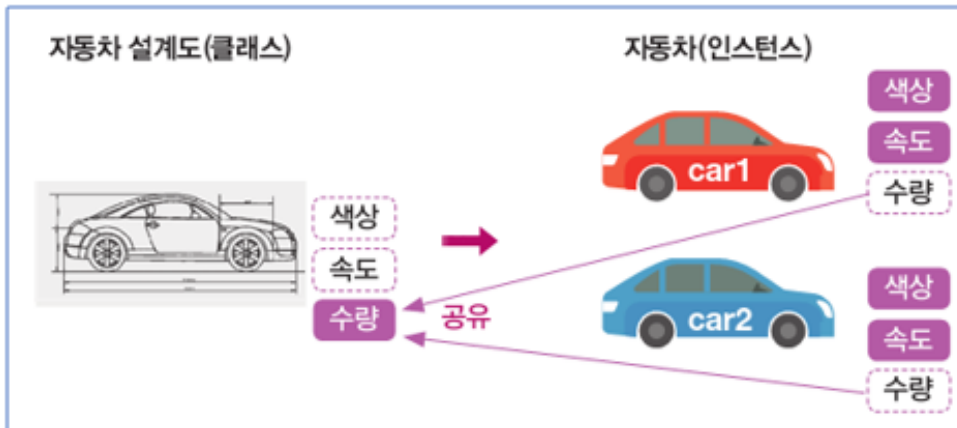 자동차 설계도(클래스)
색상
속도
수량
공유
자동차(인스턴스)
car1
색상
속도
수량
car2
색상
속도
수량